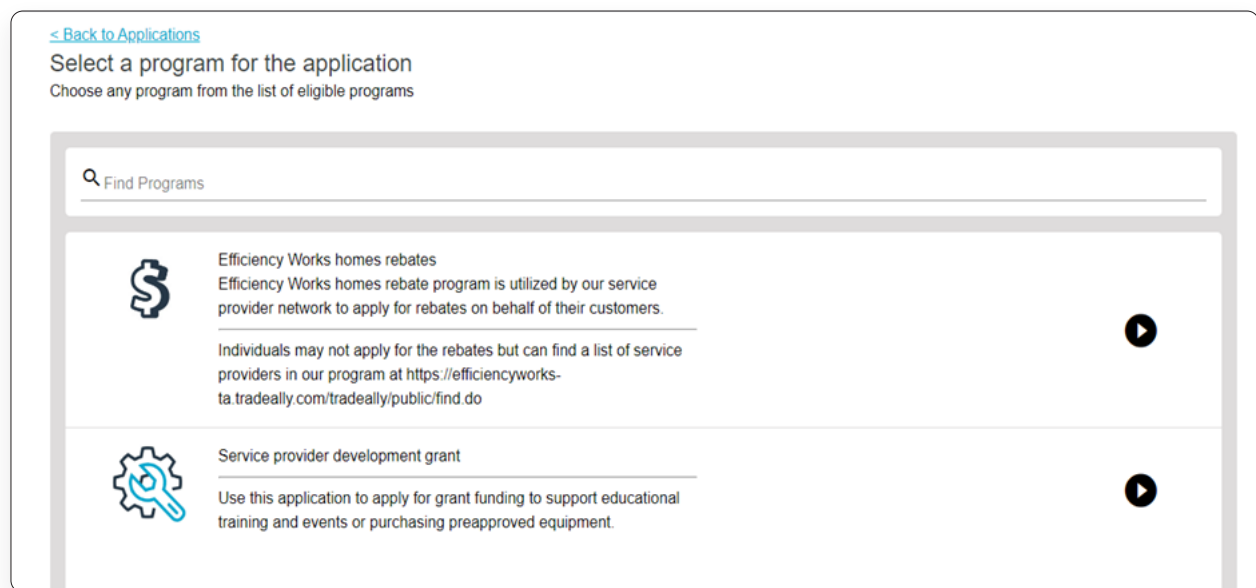 < Back to Applications
Select a program for the application
Choose any program from the list of eligible programs
Find Programs
Efficiency Works homes rebates
Efficiency Works homes rebate program is utilized by our service
provider network to apply for rebates on behalf of their customers.
Individuals may not apply for the rebates but can find a list of service
providers in our program at https://efficiencyworks-
ta.tradeally.com/tradeally/public/find.do
Service provider development grant
Use this application to apply for grant funding to support educational
training and events or purchasing preapproved equipment.